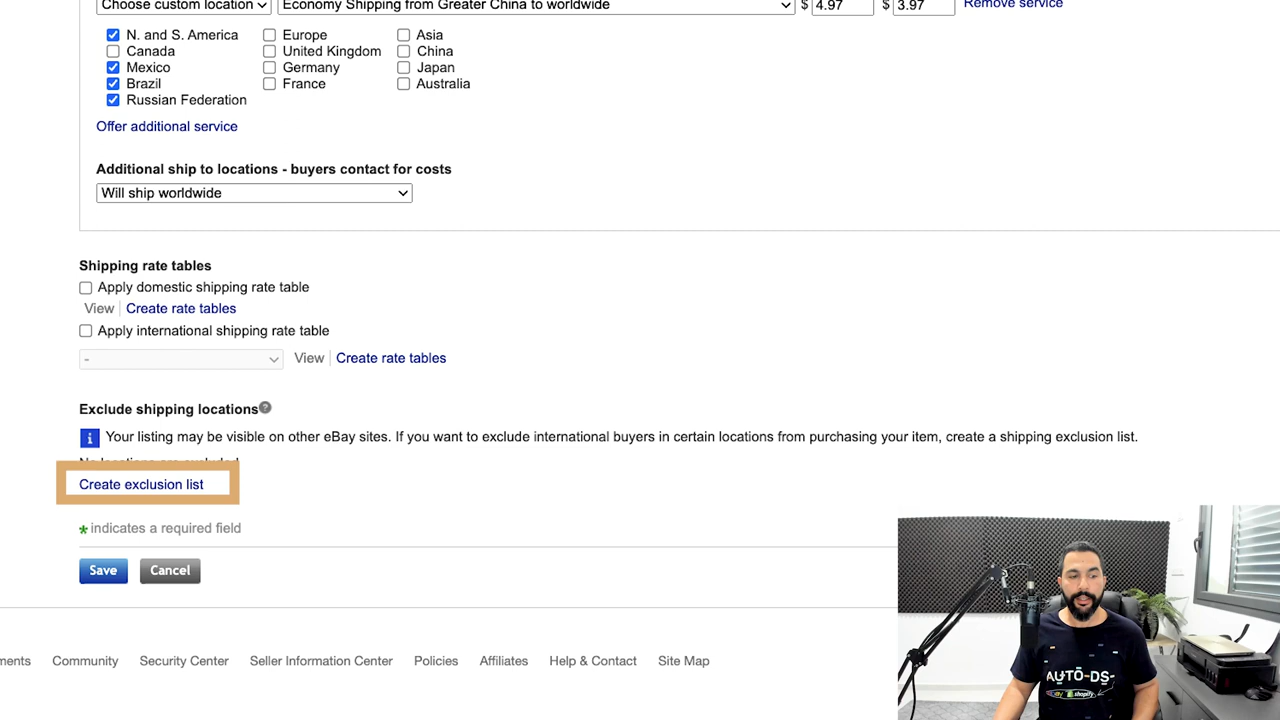 Choose custom location Economy Shipping from Greater China to worldwide $ 4.97 $ 3.97 Remove service
N. and S. America Europe Asia
Canada United Kingdom China
Mexico Germany Japan
Brazil France Australia
Russian Federation
Offer additional service
Additional ship to locations - buyers contact for costs
Will ship worldwide
Shipping rate tables
Apply domestic shipping rate table
View Create rate tables
Apply international shipping rate table
- View Create rate tables
Exclude shipping locations
Your listing may be visible on other eBay sites. If you want to exclude international buyers in certain locations from purchasing your item, create a shipping exclusion list.
No locations are excluded
Create exclusion list
* indicates a required field
Save Cancel
Community Security Center Seller Information Center Policies Affiliates Help & Contact Site Map
AUTO-DS
shopify